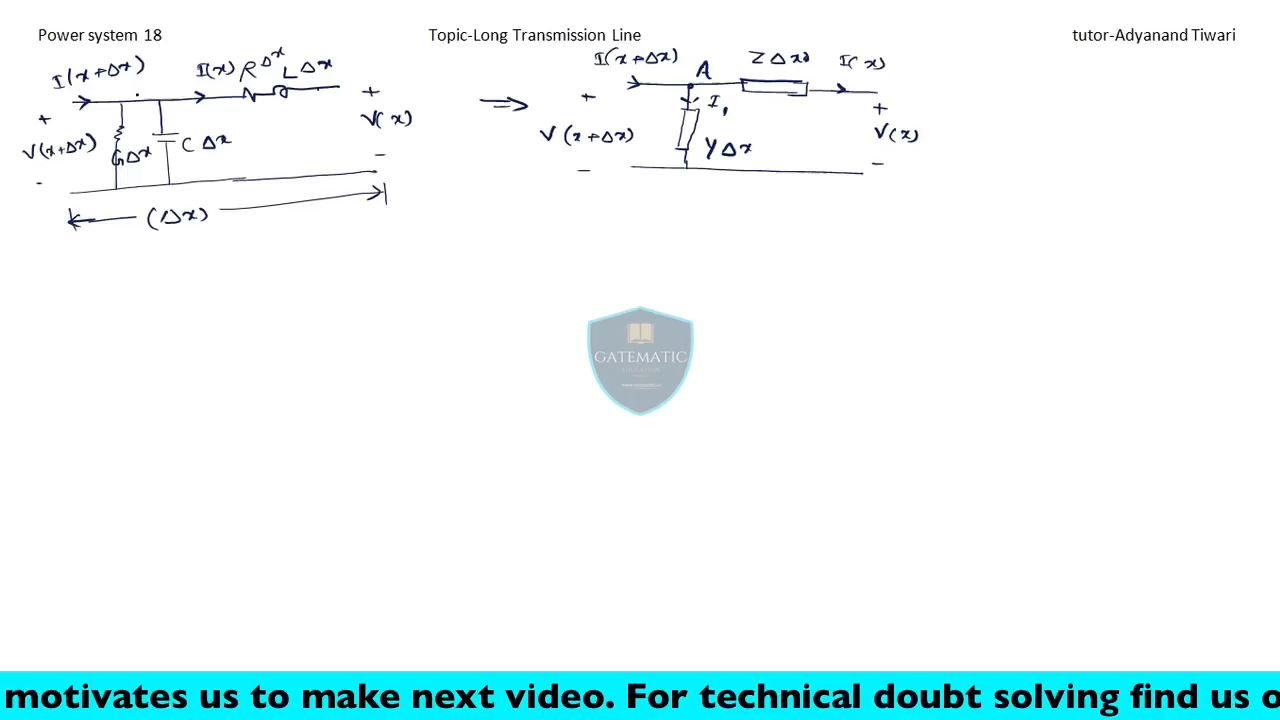 Power system 18
Topic-Long Transmission Line
tutor-Adyanand Tiwari
I(x+Δx)
I(x) RΔx LΔx
+
V(x)
-
+
V(x+Δx)
-
GΔx
CΔx
(Δx)
⇒
I(x+Δx)
A
ZΔx
I(x)
+
V(x+Δx)
-
I₁
YΔx
+
V(x)
-
GATEMATIC
motivates us to make next video. For technical doubt solving find us o